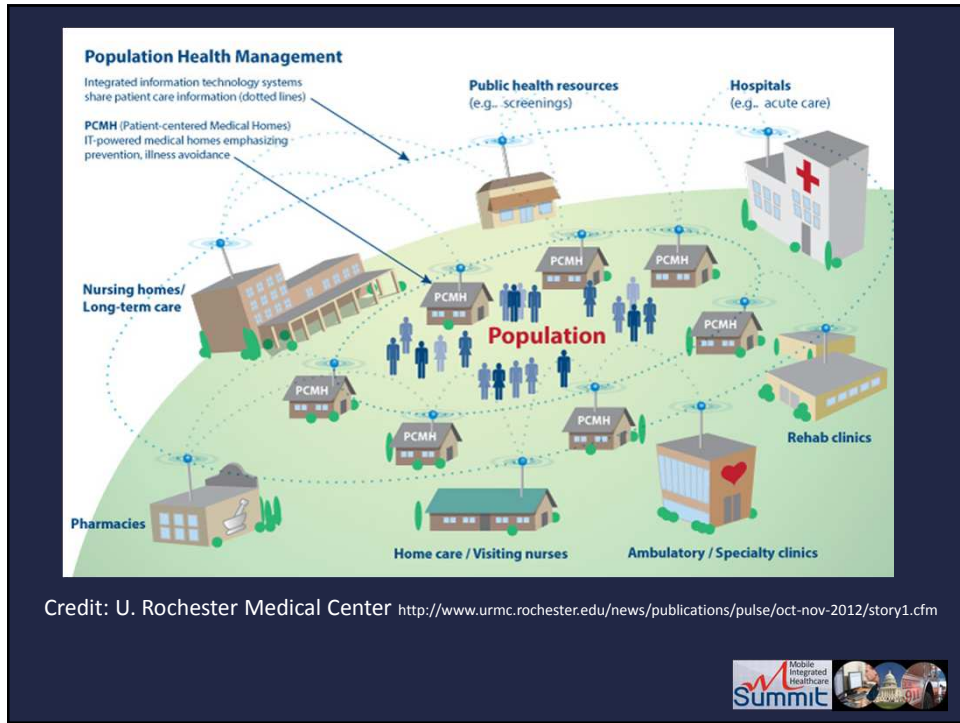 Population Health Management
Integrated information technology systems
share patient care information (dotted lines)
PCMH (Patient-centered Medical Homes)
IT-powered medical homes emphasizing
prevention, illness avoidance
Public health resources
(e.g.. screenings)
Hospitals
(e.g.. acute care)
Nursing homes/
Long-term care
PCMH
PCMH
PCMH
PCMH
Population
PCMH
PCMH
PCMH
Rehab clinics
Pharmacies
Home care / Visiting nurses
Ambulatory / Specialty clinics
Credit: U. Rochester Medical Center http://www.urmc.rochester.edu/news/publications/pulse/oct-nov-2012/story1.cfm
Mobile
Integrated
Healthcare
Summit
911